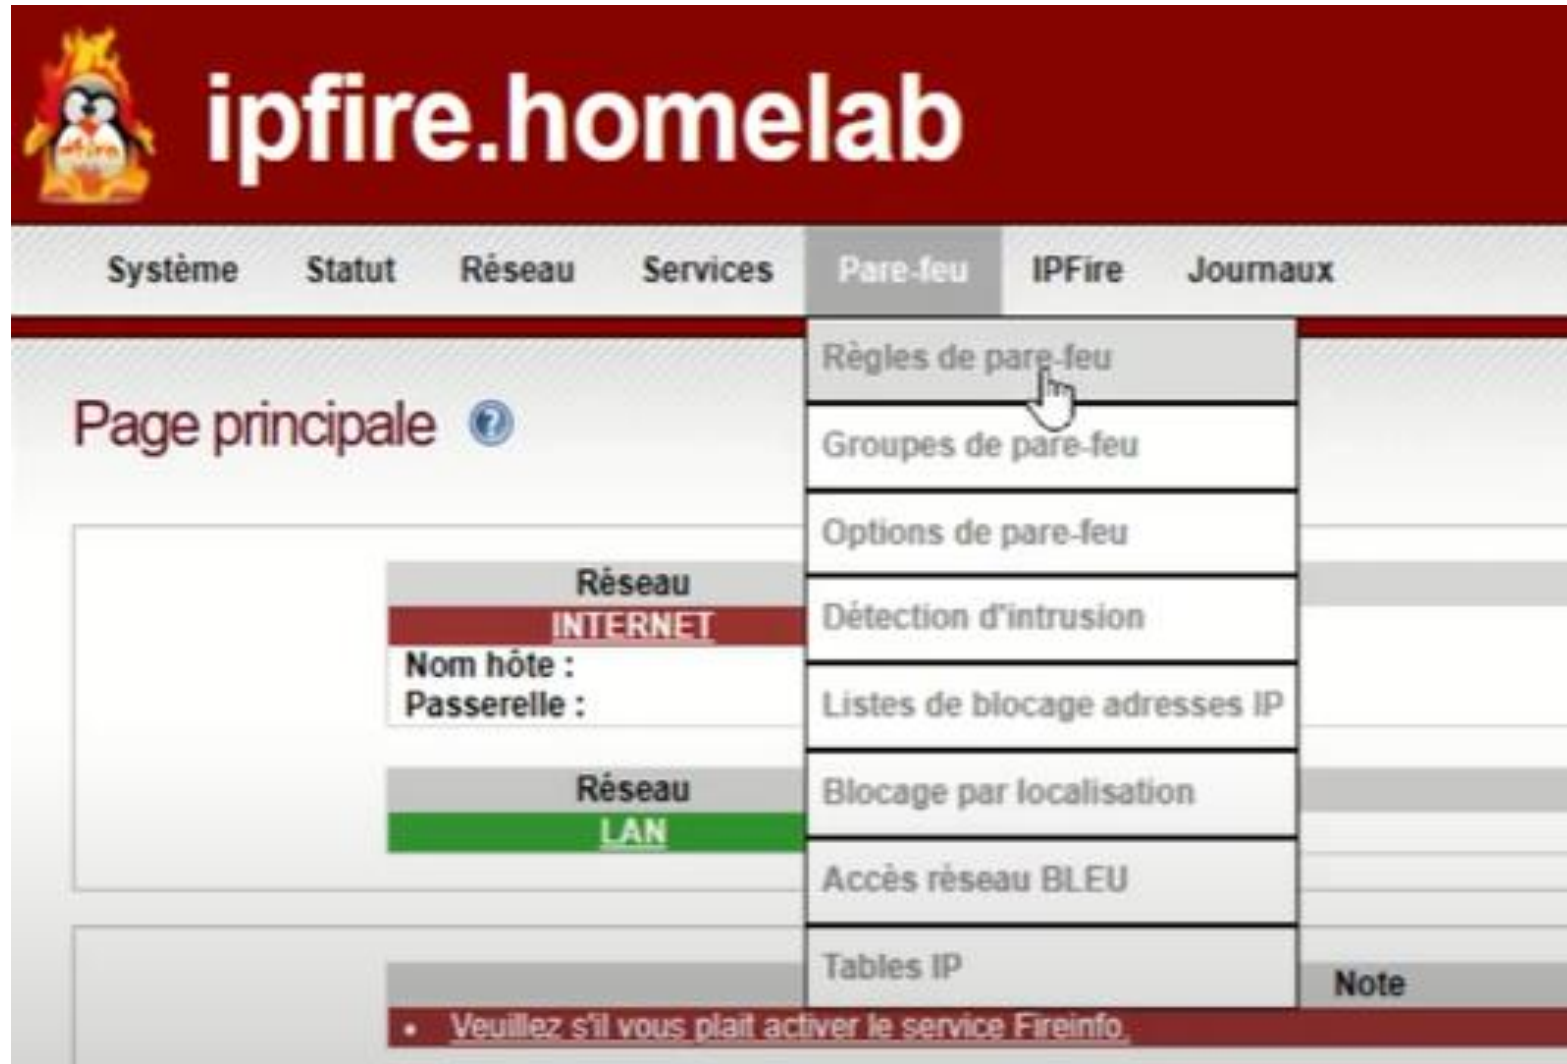 ipfire.homelab
Système Statut Réseau Services Pare-feu IPFire Journaux
Règles de pare-feu
Page principale
Groupes de pare-feu
Options de pare-feu
Réseau
INTERNET
Détection d'intrusion
Nom hôte :
Passerelle :
Listes de blocage adresses IP
Réseau
Blocage par localisation
LAN
Accès réseau BLEU
Tables IP
Note
• Veuillez s'il vous plait activer le service Fireinfo.